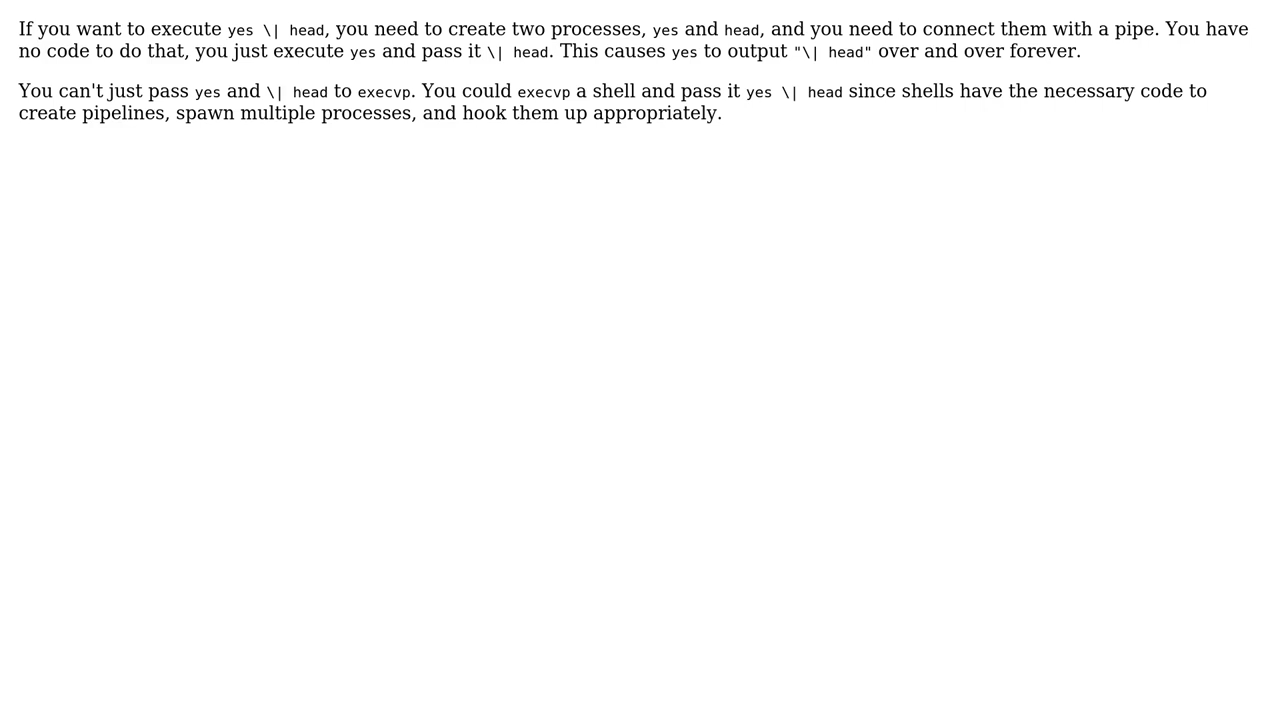 If you want to execute yes \| head, you need to create two processes, yes and head, and you need to connect them with a pipe. You have
no code to do that, you just execute yes and pass it \| head. This causes yes to output "\| head" over and over forever.
You can't just pass yes and \| head to execvp. You could execvp a shell and pass it yes \| head since shells have the necessary code to
create pipelines, spawn multiple processes, and hook them up appropriately.